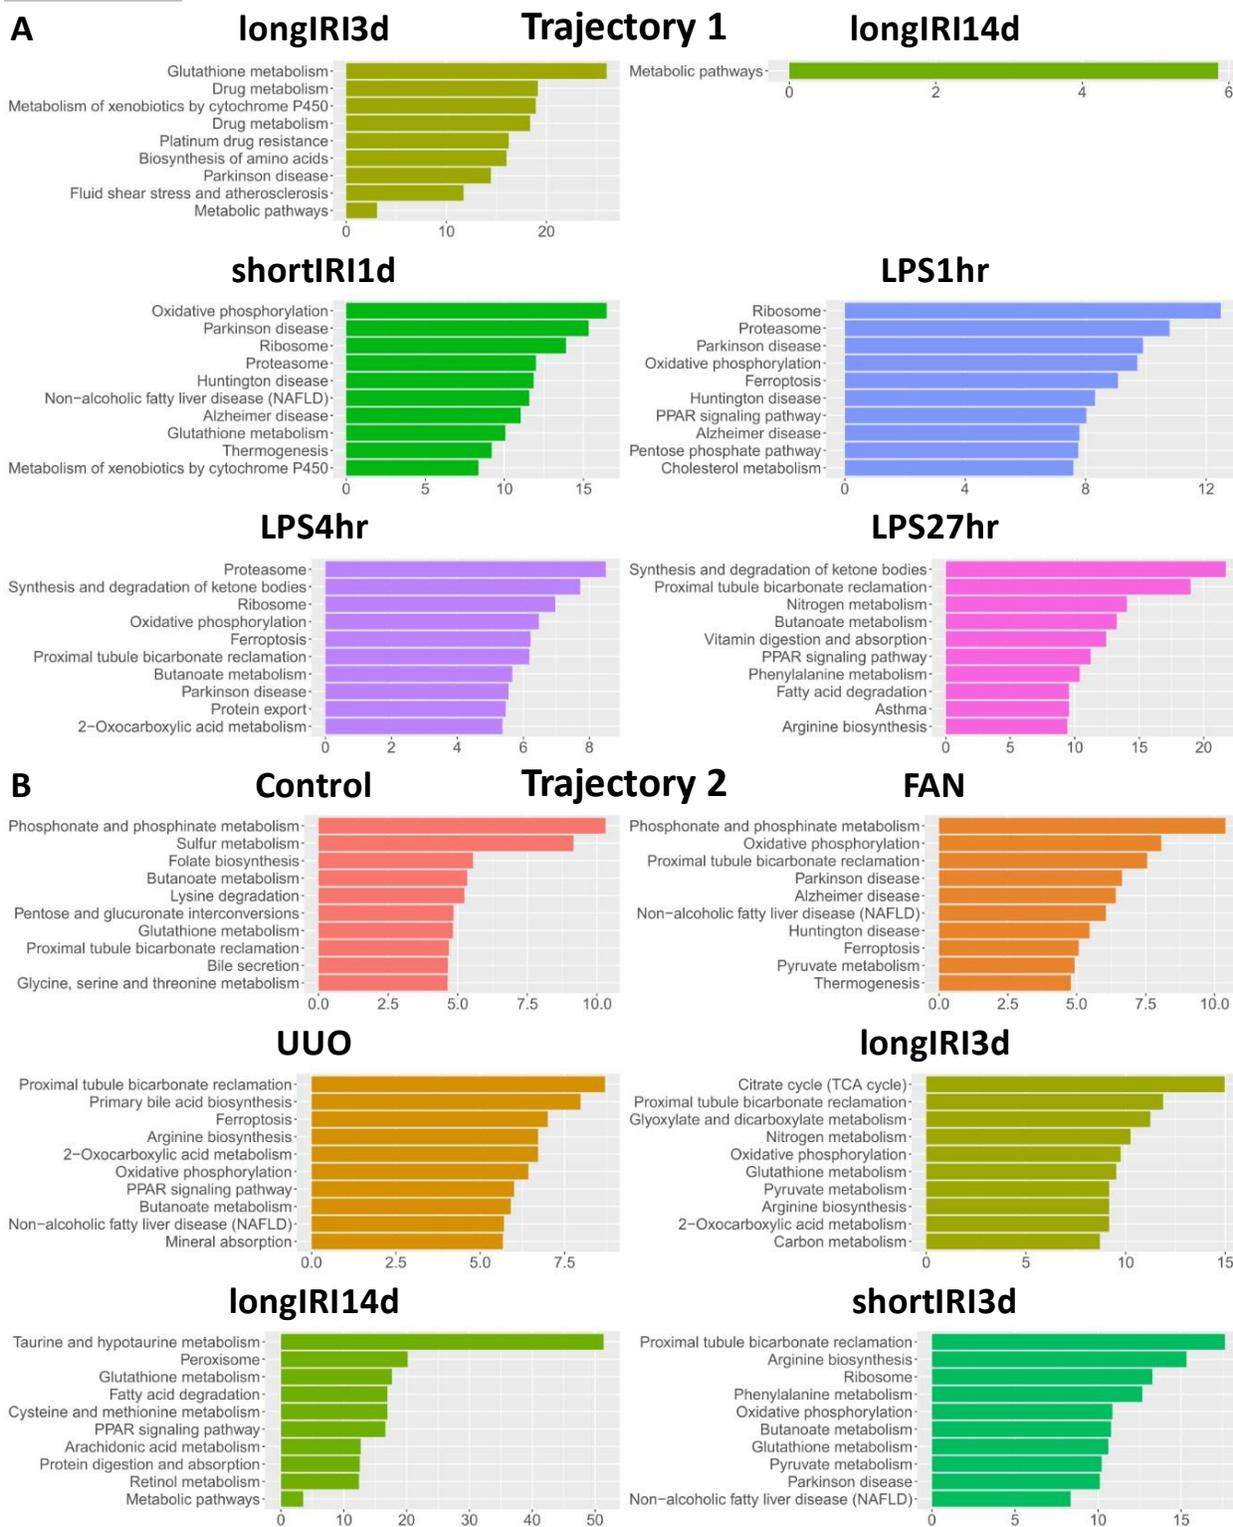 A
Trajectory 1
longIRI3d
Glutathione metabolism
Drug metabolism
Metabolism of xenobiotics by cytochrome P450
Drug metabolism
Platinum drug resistance
Biosynthesis of amino acids
Parkinson disease
Fluid shear stress and atherosclerosis
Metabolic pathways
0 10 20
longIRI14d
Metabolic pathways
0 2 4 6
shortIRI1d
Oxidative phosphorylation
Parkinson disease
Ribosome
Proteasome
Huntington disease
Non−alcoholic fatty liver disease (NAFLD)
Alzheimer disease
Glutathione metabolism
Thermogenesis
Metabolism of xenobiotics by cytochrome P450
0 5 10 15
LPS1hr
Ribosome
Proteasome
Parkinson disease
Oxidative phosphorylation
Ferroptosis
Huntington disease
PPAR signaling pathway
Alzheimer disease
Pentose phosphate pathway
Cholesterol metabolism
0 4 8 12
LPS4hr
Proteasome
Synthesis and degradation of ketone bodies
Ribosome
Oxidative phosphorylation
Ferroptosis
Proximal tubule bicarbonate reclamation
Butanoate metabolism
Parkinson disease
Protein export
2−Oxocarboxylic acid metabolism
0 2 4 6 8
LPS27hr
Synthesis and degradation of ketone bodies
Proximal tubule bicarbonate reclamation
Nitrogen metabolism
Butanoate metabolism
Vitamin digestion and absorption
PPAR signaling pathway
Phenylalanine metabolism
Fatty acid degradation
Asthma
Arginine biosynthesis
0 5 10 15 20
B
Trajectory 2
Control
Phosphonate and phosphinate metabolism
Sulfur metabolism
Folate biosynthesis
Butanoate metabolism
Lysine degradation
Pentose and glucuronate interconversions
Glutathione metabolism
Proximal tubule bicarbonate reclamation
Bile secretion
Glycine, serine and threonine metabolism
0.0 2.5 5.0 7.5 10.0
FAN
Phosphonate and phosphinate metabolism
Oxidative phosphorylation
Proximal tubule bicarbonate reclamation
Parkinson disease
Alzheimer disease
Non−alcoholic fatty liver disease (NAFLD)
Huntington disease
Ferroptosis
Pyruvate metabolism
Thermogenesis
0.0 2.5 5.0 7.5 10.0
UUO
Proximal tubule bicarbonate reclamation
Primary bile acid biosynthesis
Ferroptosis
Arginine biosynthesis
2−Oxocarboxylic acid metabolism
Oxidative phosphorylation
PPAR signaling pathway
Butanoate metabolism
Non−alcoholic fatty liver disease (NAFLD)
Mineral absorption
0.0 2.5 5.0 7.5
longIRI3d
Citrate cycle (TCA cycle)
Proximal tubule bicarbonate reclamation
Glyoxylate and dicarboxylate metabolism
Nitrogen metabolism
Oxidative phosphorylation
Glutathione metabolism
Pyruvate metabolism
Arginine biosynthesis
2−Oxocarboxylic acid metabolism
Carbon metabolism
0 5 10 15
longIRI14d
Taurine and hypotaurine metabolism
Peroxisome
Glutathione metabolism
Fatty acid degradation
Cysteine and methionine metabolism
PPAR signaling pathway
Arachidonic acid metabolism
Protein digestion and absorption
Retinol metabolism
Metabolic pathways
0 10 20 30 40 50
shortIRI3d
Proximal tubule bicarbonate reclamation
Arginine biosynthesis
Ribosome
Phenylalanine metabolism
Oxidative phosphorylation
Butanoate metabolism
Glutathione metabolism
Pyruvate metabolism
Parkinson disease
Non−alcoholic fatty liver disease (NAFLD)
0 5 10 15